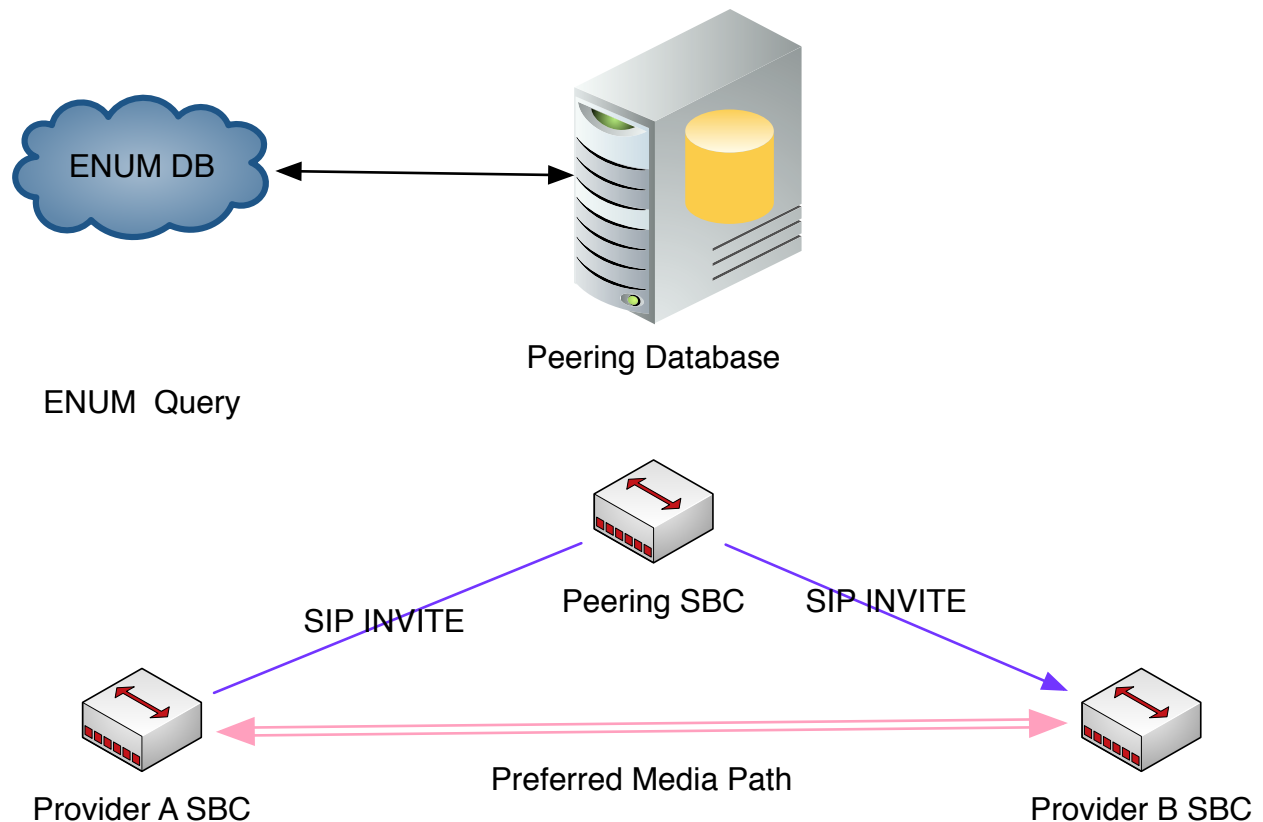 ENUM DB
Peering Database
ENUM  Query
Peering SBC
SIP INVITE
SIP INVITE
Preferred Media Path
Provider A SBC
Provider B SBC